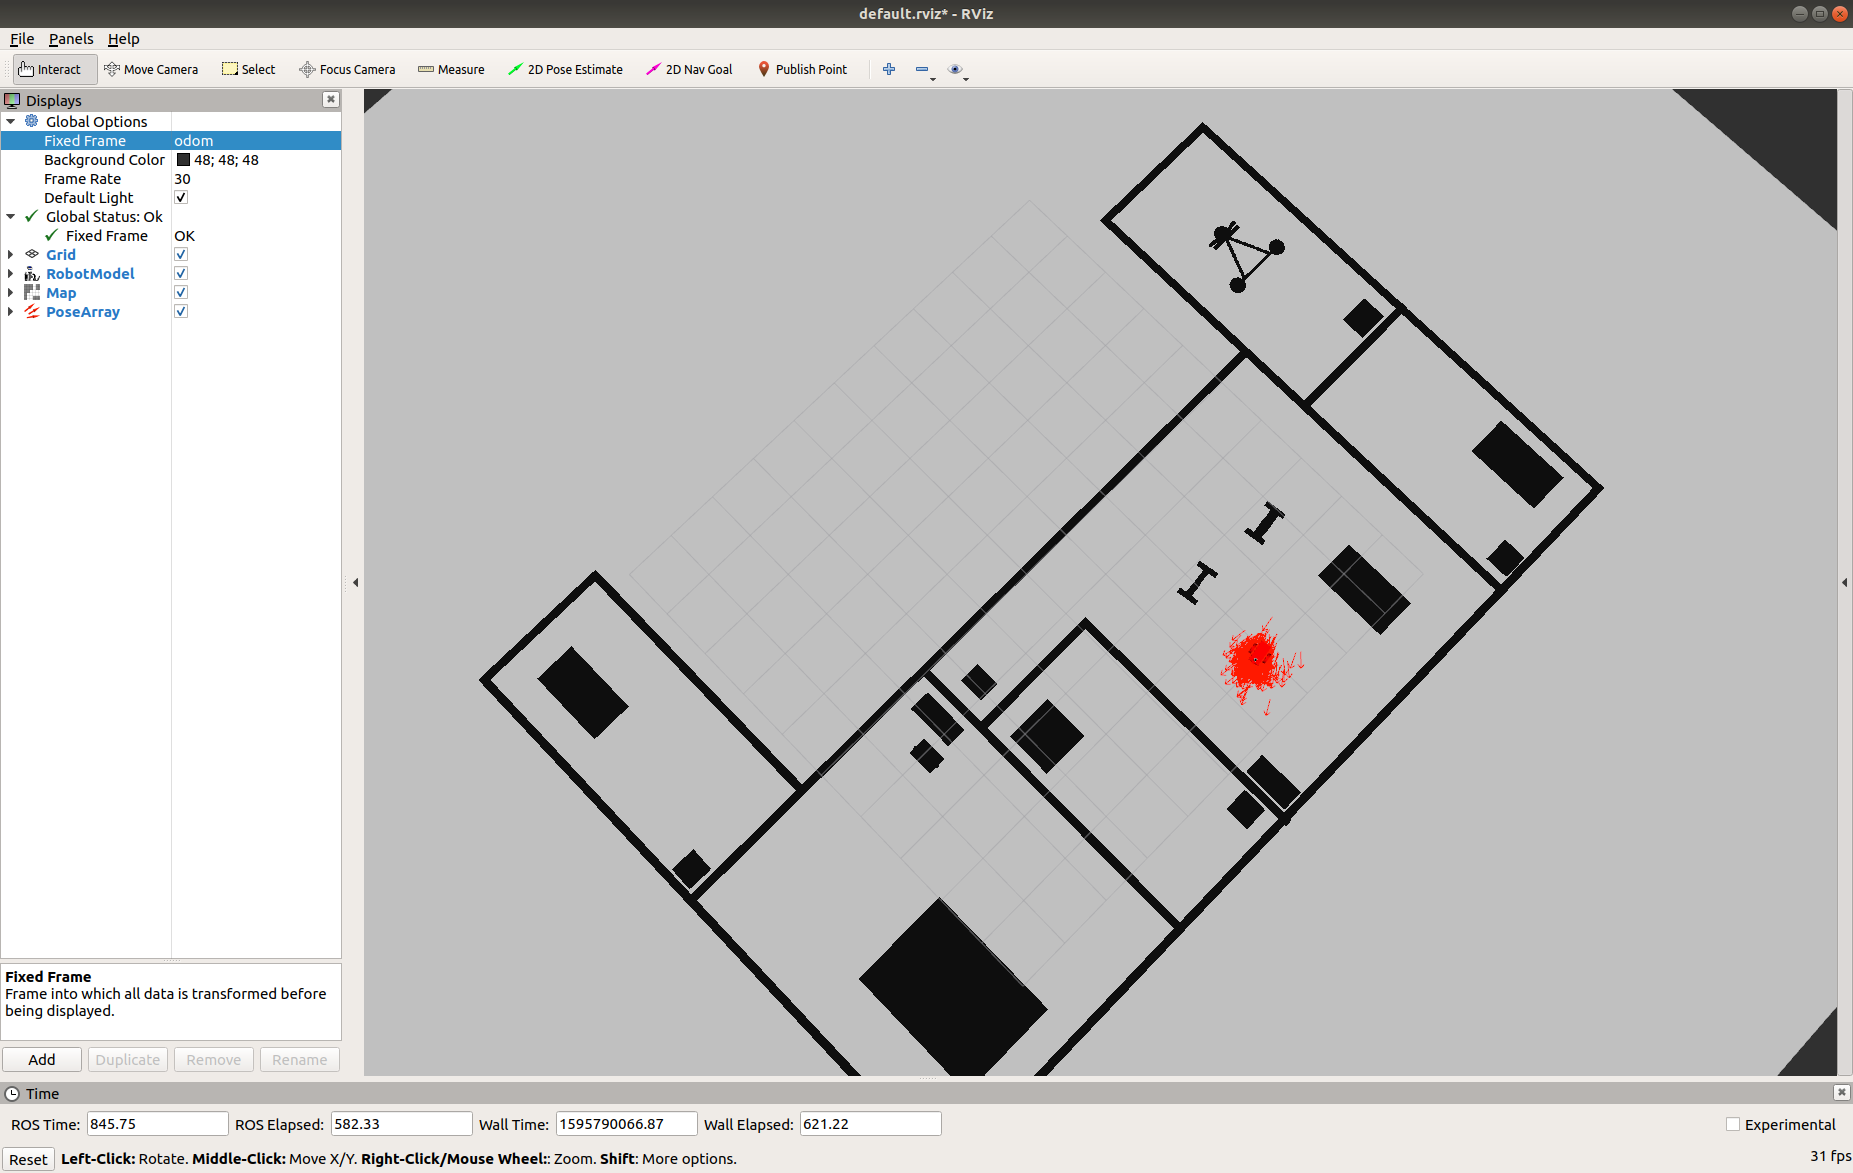 default.rviz* - RViz
File Panels Help
Interact Move Camera Select Focus Camera Measure 2D Pose Estimate 2D Nav Goal Publish Point
Displays
Global Options
Fixed Frame odom
Background Color 48; 48; 48
Frame Rate 30
Default Light
Global Status: Ok
Fixed Frame OK
Grid
RobotModel
Map
PoseArray
Fixed Frame
Frame into which all data is transformed before
being displayed.
Add Duplicate Remove Rename
Time
ROS Time: 845.75 ROS Elapsed: 582.33 Wall Time: 1595790066.87 Wall Elapsed: 621.22 Experimental
Reset Left-Click: Rotate. Middle-Click: Move X/Y. Right-Click/Mouse Wheel:: Zoom. Shift: More options. 31 fps